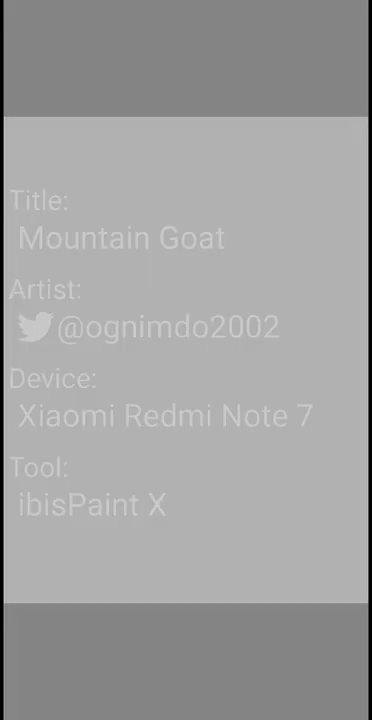 Title:
Mountain Goat
Artist:
@ognimdo2002
Device:
Xiaomi Redmi Note 7
Tool:
ibisPaint X